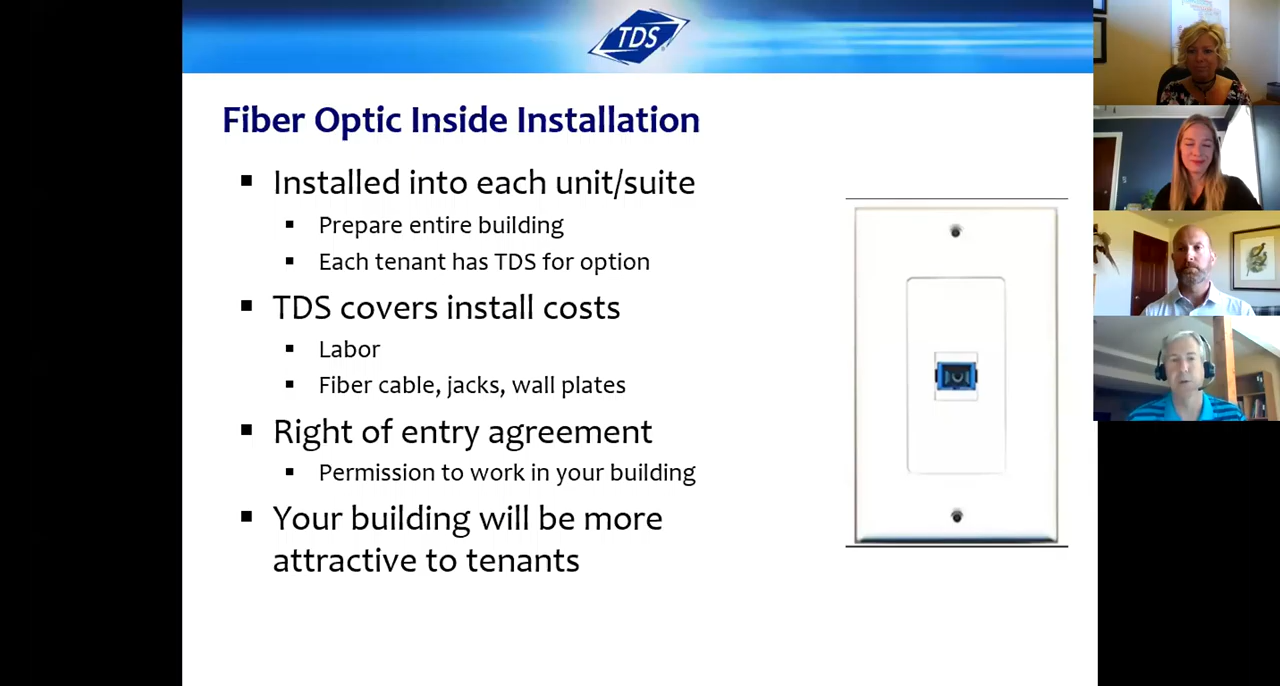 TDS
Fiber Optic Inside Installation
Installed into each unit/suite
Prepare entire building
Each tenant has TDS for option
TDS covers install costs
Labor
Fiber cable, jacks, wall plates
Right of entry agreement
Permission to work in your building
Your building will be more
attractive to tenants